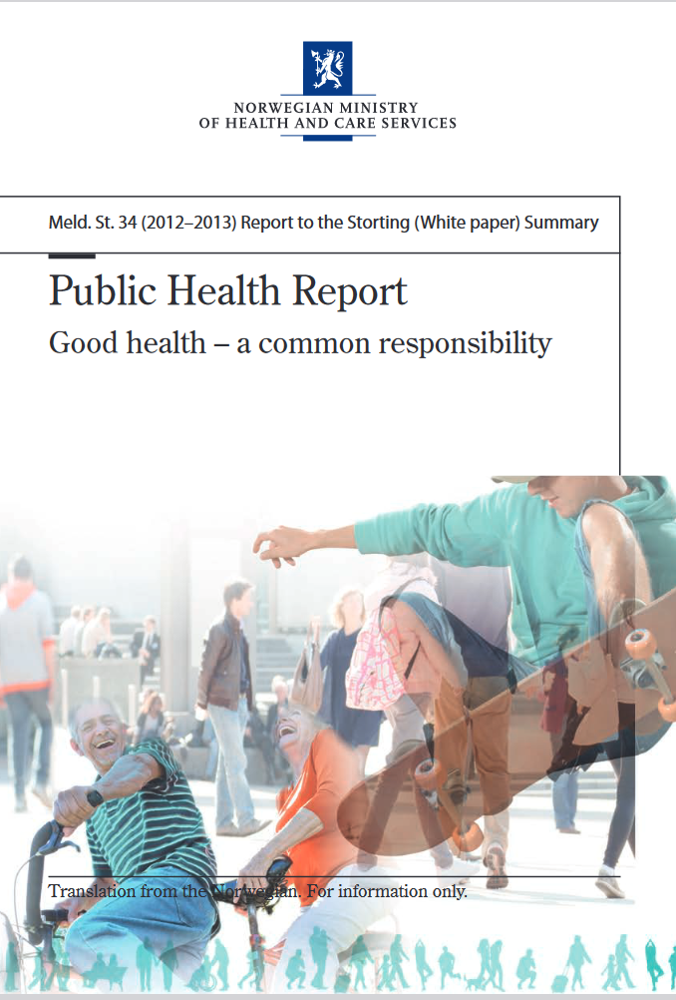 NORWEGIAN MINISTRY
OF HEALTH AND CARE SERVICES
Meld. St. 34 (2012–2013) Report to the Storting (White paper) Summary
Public Health Report
Good health – a common responsibility
Translation from the Norwegian. For information only.